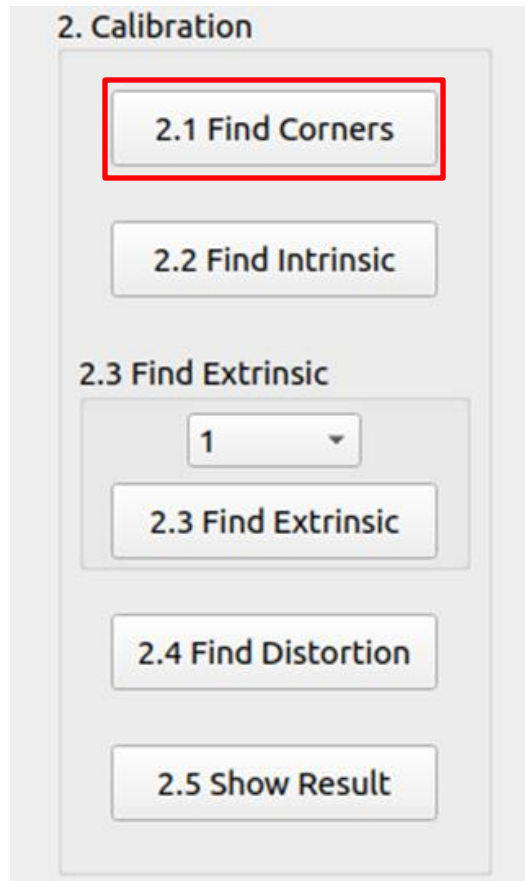 2. Calibration
2.1 Find Corners
2.2 Find Intrinsic
2.3 Find Extrinsic
1
2.3 Find Extrinsic
2.4 Find Distortion
2.5 Show Result